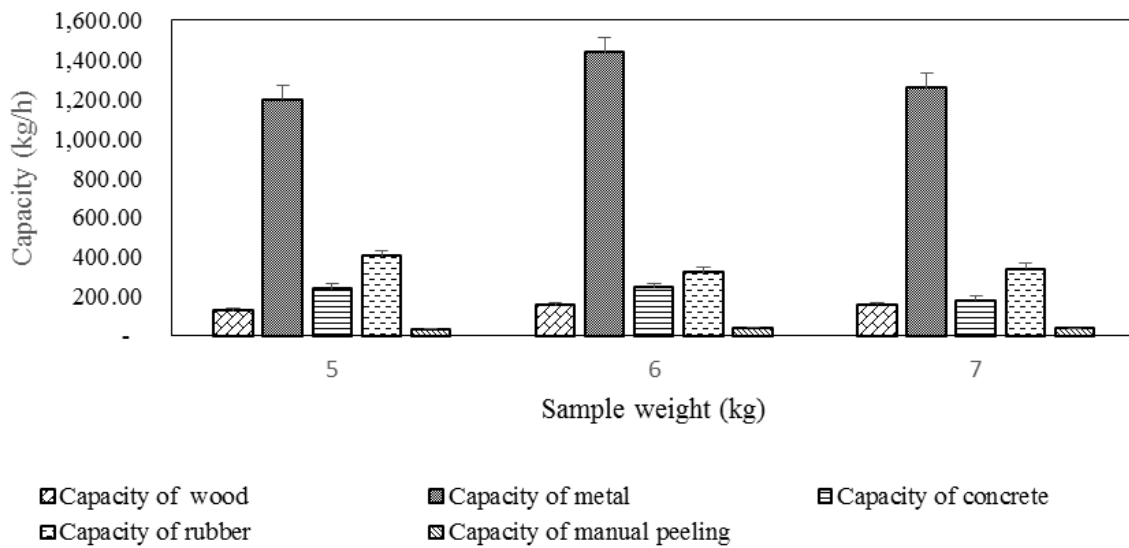 1,600.00
1,400.00
1,200.00
1,000.00
800.00
600.00
400.00
200.00
-
Capacity (kg/h)
5 6 7
Sample weight (kg)
Capacity of wood Capacity of metal Capacity of concrete
Capacity of rubber Capacity of manual peeling